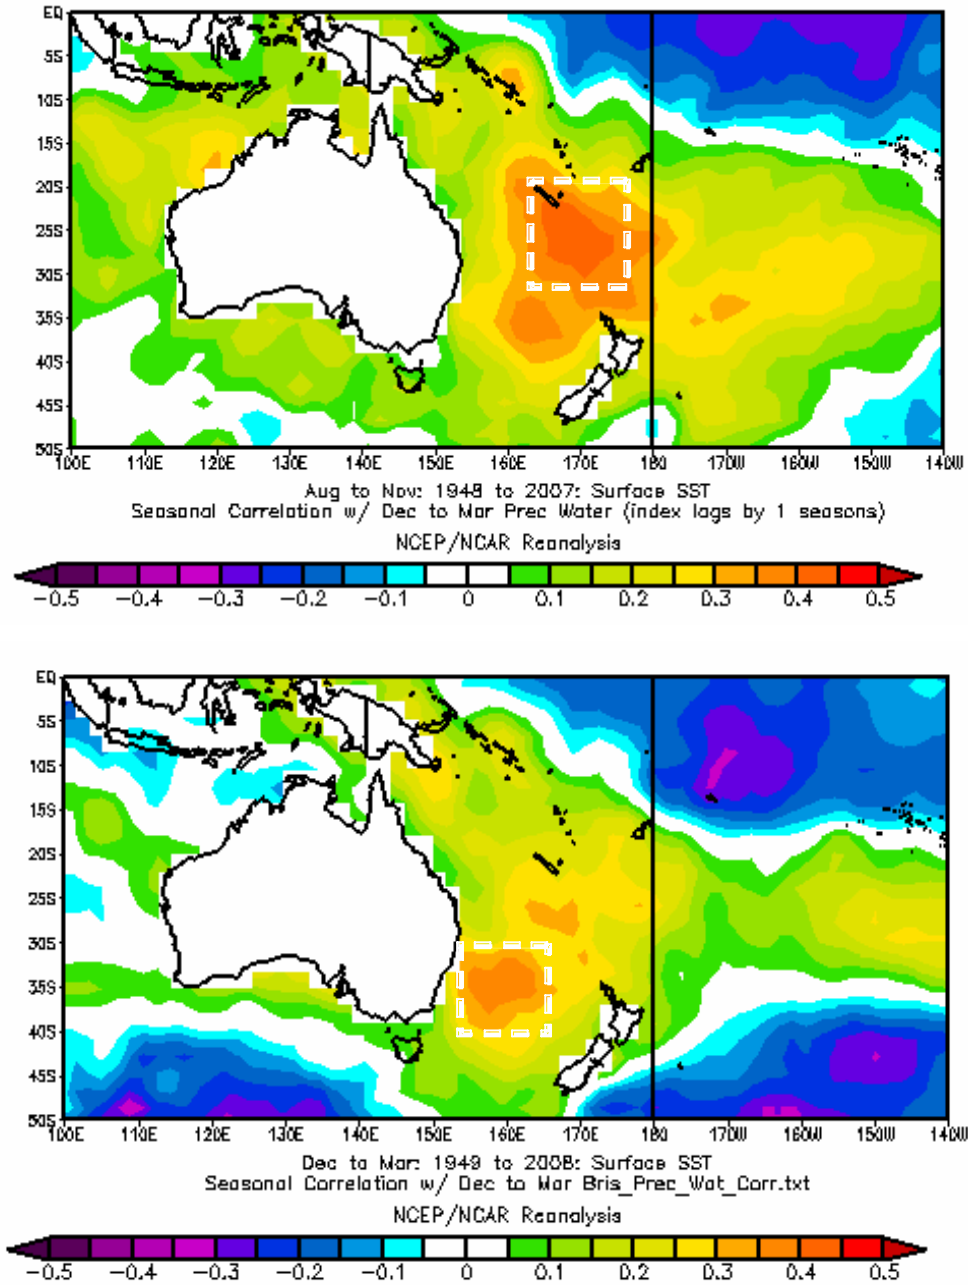 EQ
5S
10S
15S
20S
25S
30S
35S
40S
45S
50S
100E 110E 120E 130E 140E 150E 160E 170E 180 170W 160W 150W 140W
Aug to Nov: 1948 to 2007: Surface SST
Seasonal Correlation w/ Dec to Mar Prec Water (index lags by 1 seasons)
NCEP/NCAR Reanalysis
-0.5 -0.4 -0.3 -0.2 -0.1 0 0.1 0.2 0.3 0.4 0.5
EQ
5S
10S
15S
20S
25S
30S
35S
40S
45S
50S
100E 110E 120E 130E 140E 150E 160E 170E 180 170W 160W 150W 140W
Dec to Mar: 1949 to 2008: Surface SST
Seasonal Correlation w/ Dec to Mar Bris_Prec_Wat_Corr.txt
NCEP/NCAR Reanalysis
-0.5 -0.4 -0.3 -0.2 -0.1 0 0.1 0.2 0.3 0.4 0.5